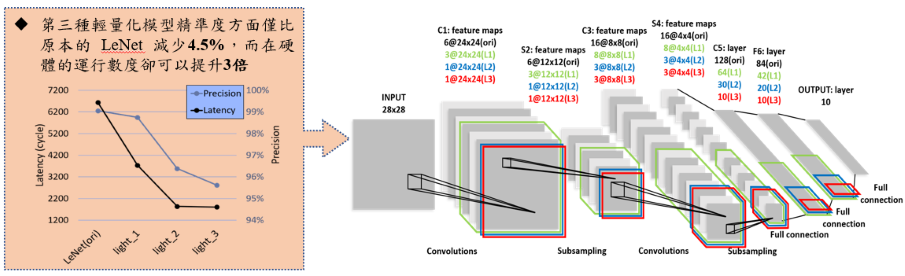 ◆ 第三種輕量化模型精準度方面僅比
原本的 LeNet 減少4.5%，而在硬
體的運行數度卻可以提升3倍
7200
6200
5200
4200
3200
2200
1200
Latency (cycle)
Precision
Latency
100%
99%
98%
97%
96%
95%
94%
Precision
LeNet(ori)
light_1
light_2
light_3
INPUT
28x28
C1: feature maps
6@24x24(ori)
3@24x24(L1)
1@24x24(L2)
1@24x24(L3)
S2: feature maps
6@12x12(ori)
3@12x12(L1)
1@12x12(L2)
1@12x12(L3)
C3: feature maps
16@8x8(ori)
8@8x8(L1)
3@8x8(L2)
3@8x8(L3)
S4: feature maps
16@4x4(ori)
8@4x4(L1)
3@4x4(L2)
3@4x4(L3)
C5: layer
128(ori)
64(L1)
30(L2)
10(L3)
F6: layer
84(ori)
42(L1)
20(L2)
10(L3)
OUTPUT: layer
10
Convolutions
Subsampling
Convolutions
Subsampling
Full connection
Full
connection
Full
connection